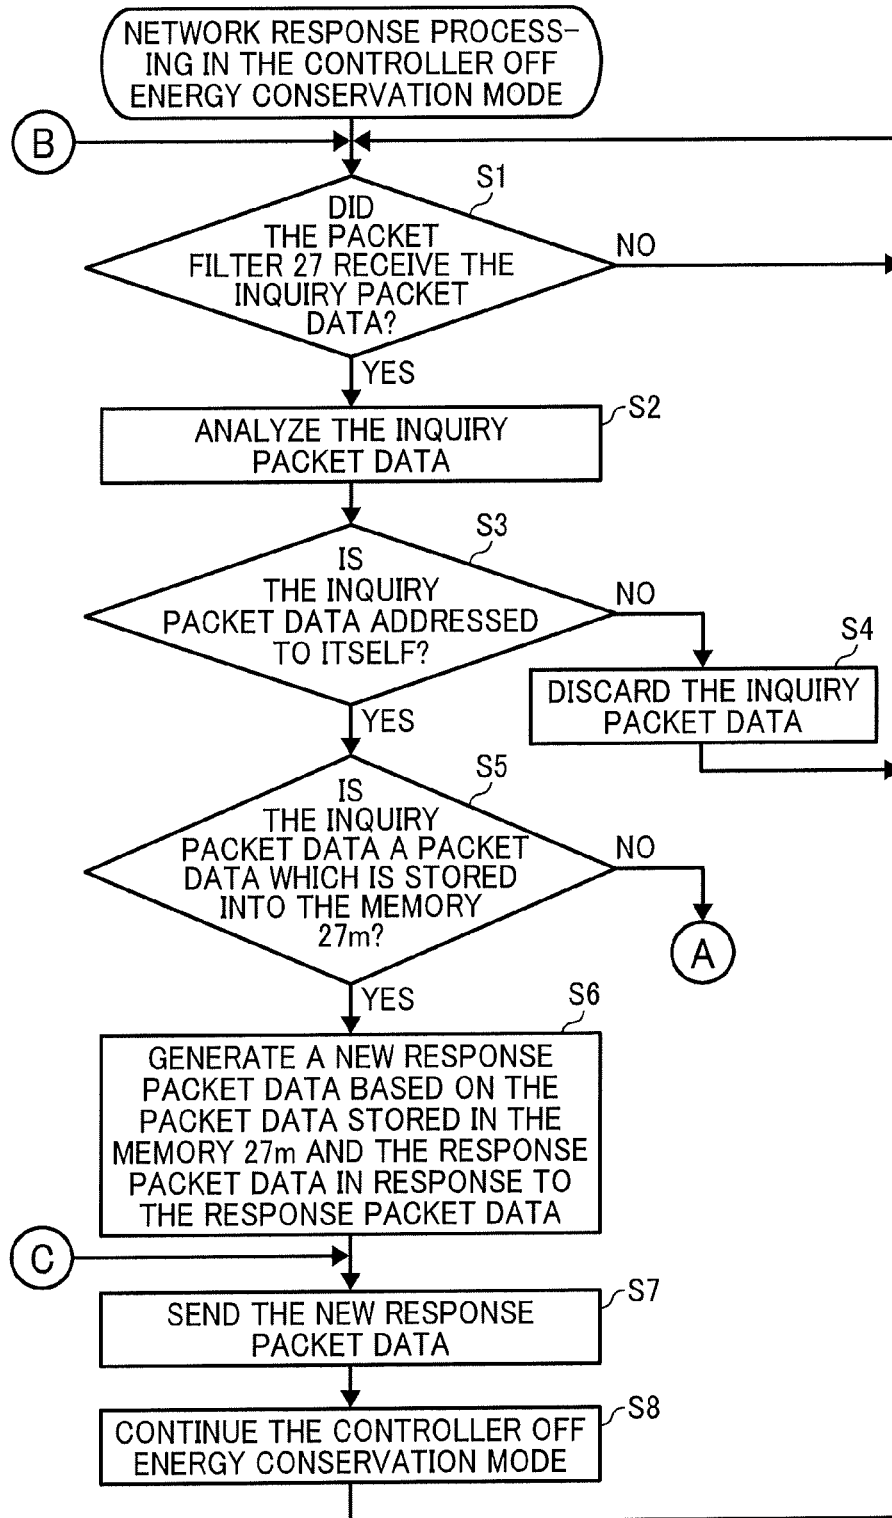 NETWORK RESPONSE PROCESS-
ING IN THE CONTROLLER OFF
ENERGY CONSERVATION MODE
B
S1
DID
THE PACKET
FILTER 27 RECEIVE THE
INQUIRY PACKET
DATA?
NO
YES
S2
ANALYZE THE INQUIRY
PACKET DATA
S3
IS
THE INQUIRY
PACKET DATA ADDRESSED
TO ITSELF?
NO
YES
S4
DISCARD THE INQUIRY
PACKET DATA
S5
IS
THE INQUIRY
PACKET DATA A PACKET
DATA WHICH IS STORED
INTO THE MEMORY
27m?
NO
A
YES
S6
GENERATE A NEW RESPONSE
PACKET DATA BASED ON THE
PACKET DATA STORED IN THE
MEMORY 27m AND THE RESPONSE
PACKET DATA IN RESPONSE TO
THE RESPONSE PACKET DATA
C
S7
SEND THE NEW RESPONSE
PACKET DATA
S8
CONTINUE THE CONTROLLER OFF
ENERGY CONSERVATION MODE